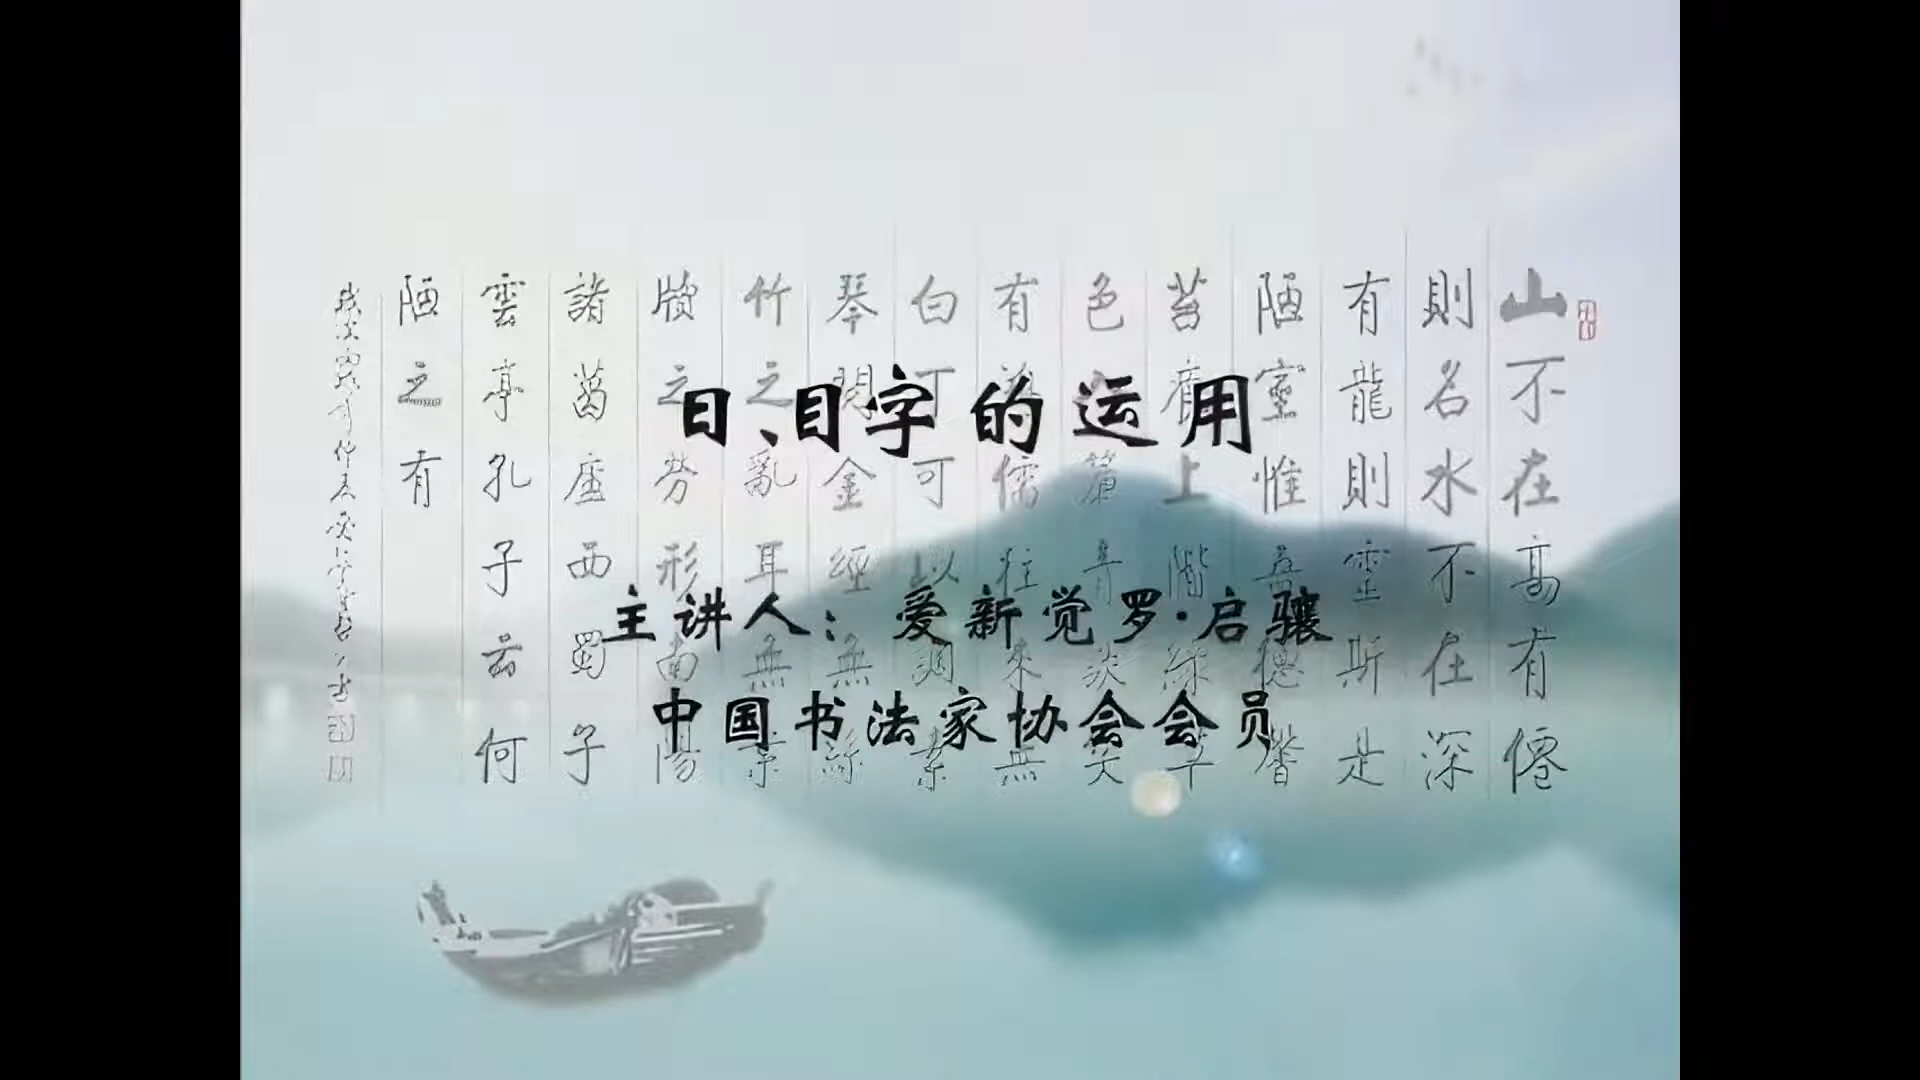 日、目字的运用
主讲人：爱新觉罗·启骧
中国书法家协会会员
山不在高有僊
則名水不在深
有龍則靈斯是
陋室惟吾德馨
苔上階綠草
色簾青談笑
有儒往來無
白丁可以調素
琴閱金經無絲
竹之亂耳無案
牘之勞形南陽
諸葛廬西蜀子
雲亭孔子云何
陋之有